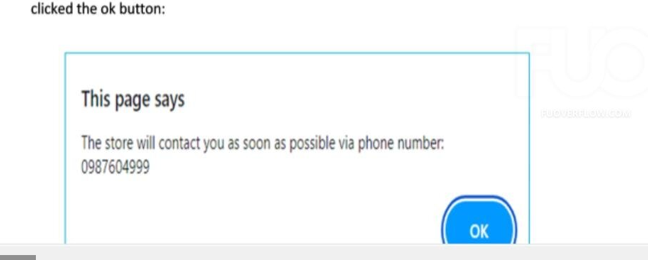 clicked the ok button:
This page says
The store will contact you as soon as possible via phone number:
0987604999
OK